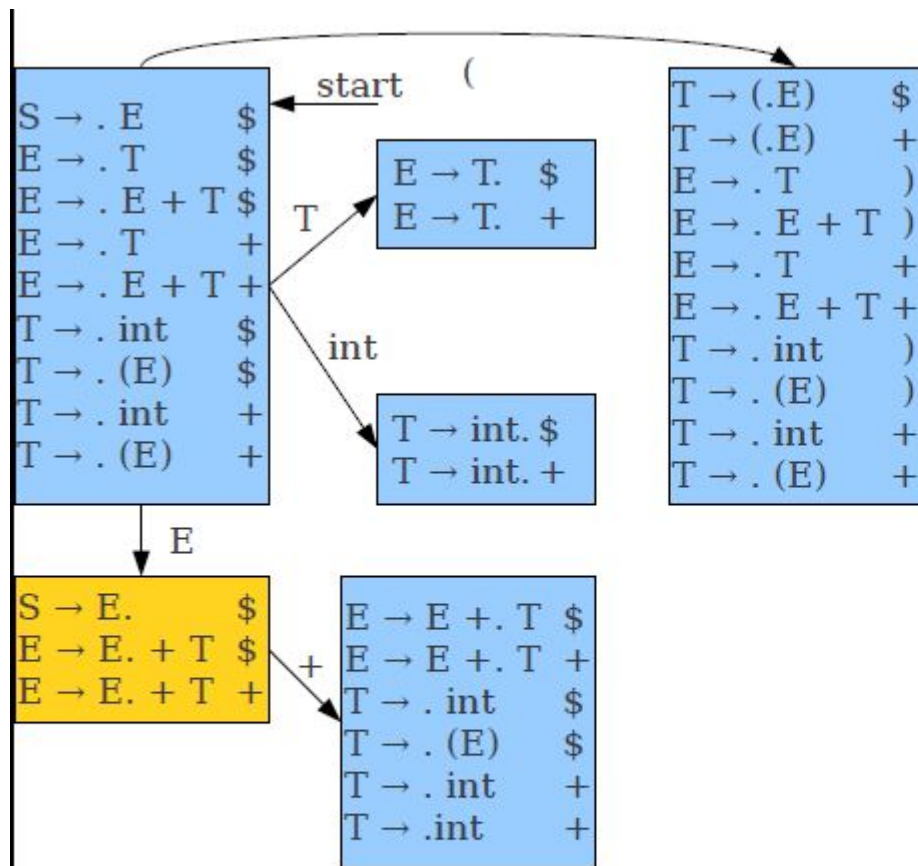 (
start
S → . E $
E → . T $
E → . E + T $
E → . T +
E → . E + T +
T → . int $
T → . (E) $
T → . int +
T → . (E) +
T
E → T. $
E → T. +
int
T → int. $
T → int. +
T → (.E) $
T → (.E) +
E → . T )
E → . E + T )
E → . T +
E → . E + T +
T → . int )
T → . (E) )
T → . int +
T → . (E) +
E
S → E. $
E → E. + T $
E → E. + T +
+
E → E +. T $
E → E +. T +
T → . int $
T → . (E) $
T → . int +
T → .int +